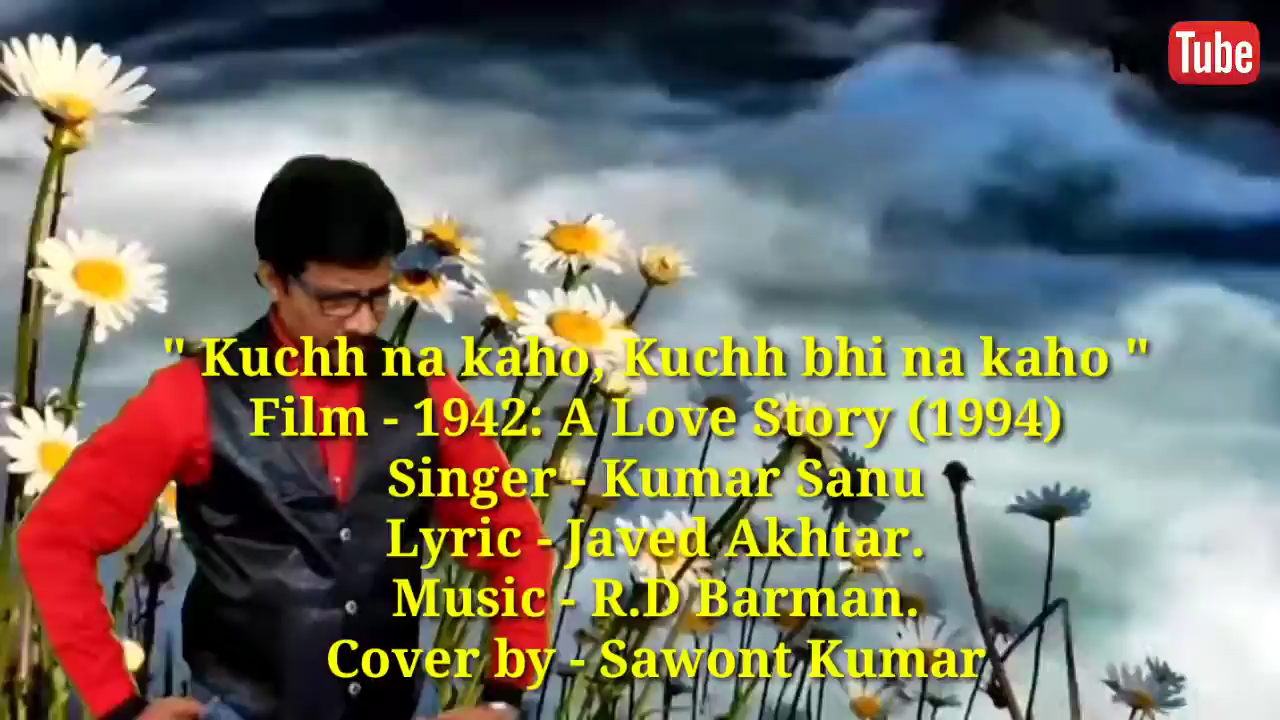 Tube
" Kuchh na kaho, Kuchh bhi na kaho "
Film - 1942: A Love Story (1994)
Singer - Kumar Sanu
Lyric - Javed Akhtar.
Music - R.D Barman.
Cover by - Sawont Kumar